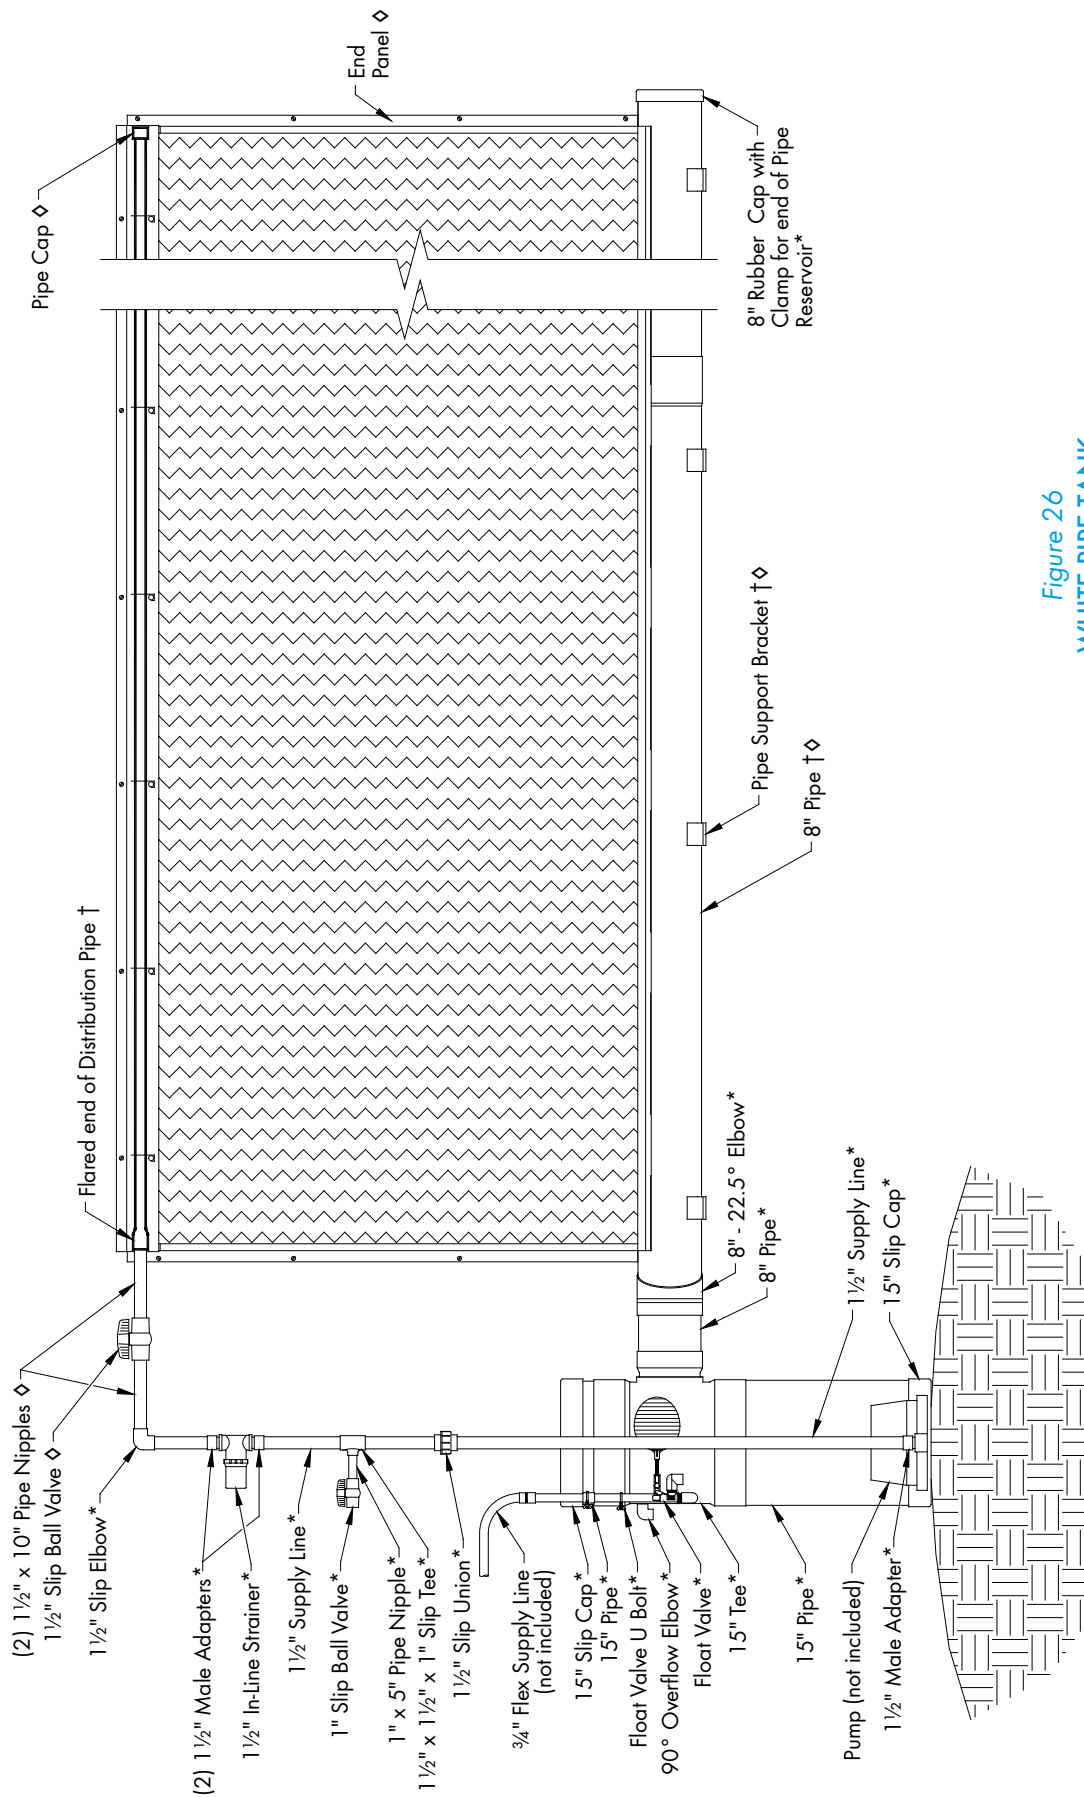 (2) 1½" x 10" Pipe Nipples ◊
1½" Slip Ball Valve ◊
1½" Slip Elbow*
(2) 1½" Male Adapters*
1½" In-Line Strainer*
1½" Supply Line*
1" Slip Ball Valve*
1" x 5" Pipe Nipple*
1½" x 1½" x 1" Slip Tee*
1½" Slip Union*
¾" Flex Supply Line
(not included)
15" Slip Cap*
15" Pipe*
Float Valve U Bolt*
90° Overflow Elbow*
Float Valve*
15" Tee*
15" Pipe*
Pump (not included)
1½" Male Adapter*
Flared end of Distribution Pipe †
Pipe Cap ◊
End
Panel ◊
8" Rubber Cap with
Clamp for end of Pipe
Reservoir*
Pipe Support Bracket †◊
8" Pipe †◊
8" - 22.5° Elbow*
8" Pipe*
1½" Supply Line*
15" Slip Cap*
Figure 26
WHITE PIPE TANK